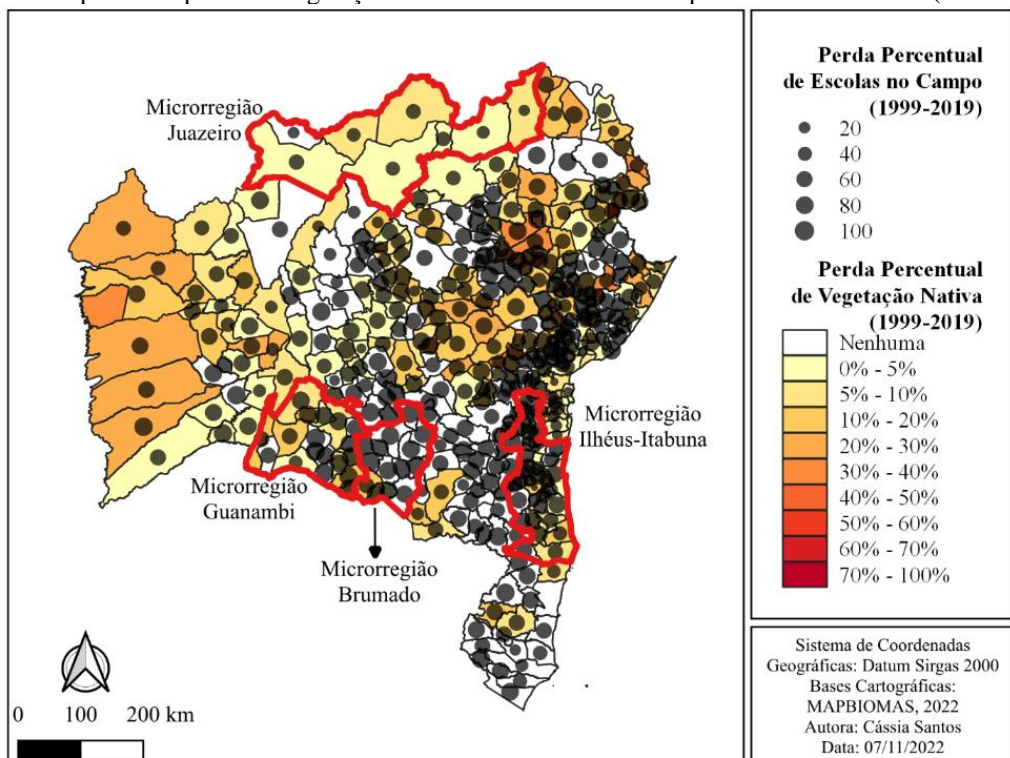 Microrregião
Juazeiro
Microrregião
Ilhéus-Itabuna
Microrregião
Guanambi
Microrregião
Brumado
0 100 200 km
Perda Percentual
de Escolas no Campo
(1999-2019)
20
40
60
80
100
Perda Percentual
de Vegetação Nativa
(1999-2019)
Nenhuma
0% - 5%
5% - 10%
10% - 20%
20% - 30%
30% - 40%
40% - 50%
50% - 60%
60% - 70%
70% - 100%
Sistema de Coordenadas
Geográficas: Datum Sirgas 2000
Bases Cartográficas:
MAPBIOMAS, 2022
Autora: Cássia Santos
Data: 07/11/2022